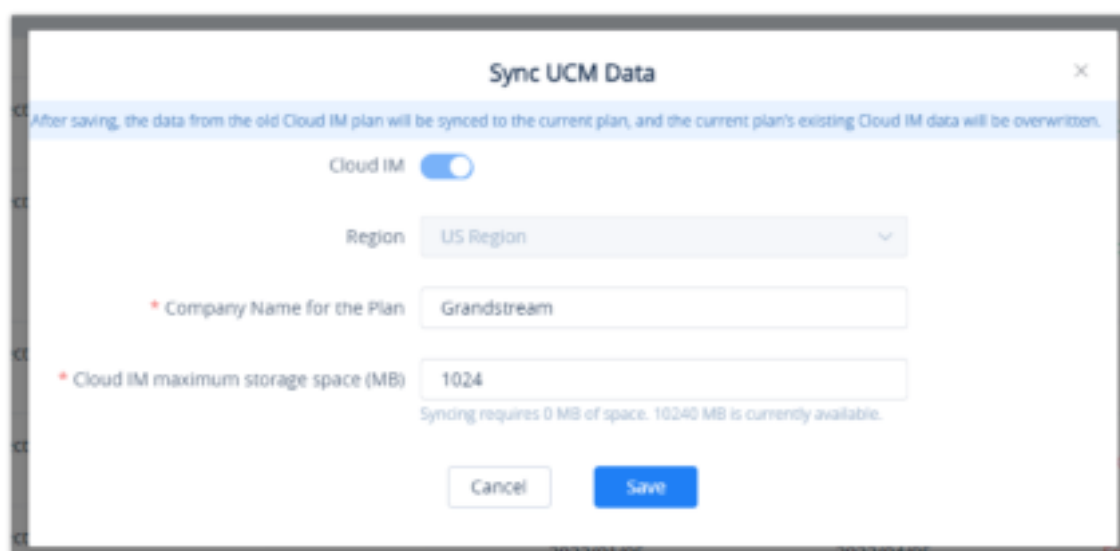 Sync UCM Data
After saving, the data from the old Cloud IM plan will be synced to the current plan, and the current plan's existing Cloud IM data will be overwritten.
Cloud IM
Region US Region
* Company Name for the Plan Grandstream
* Cloud IM maximum storage space (MB) 1024
Syncing requires 0 MB of space. 10240 MB is currently available.
Cancel Save